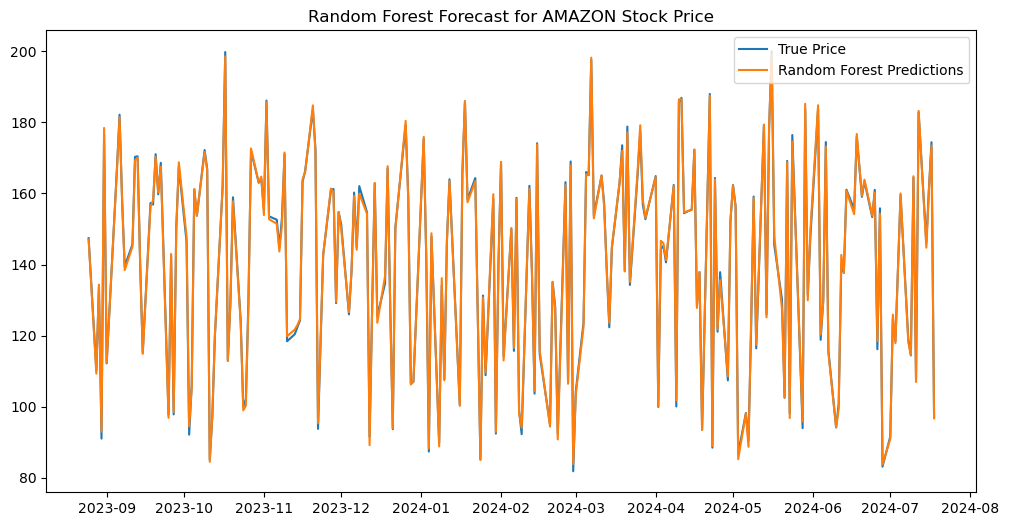 Random Forest Forecast for AMAZON Stock Price
True Price
Random Forest Predictions
200
180
160
140
120
100
80
2023-09 2023-10 2023-11 2023-12 2024-01 2024-02 2024-03 2024-04 2024-05 2024-06 2024-07 2024-08